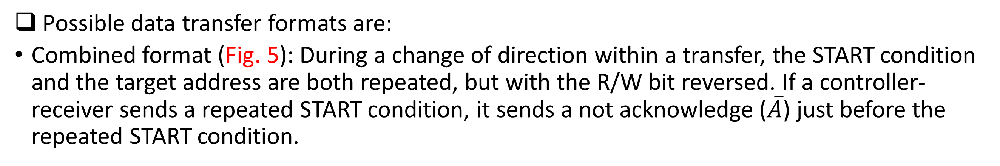 ❑ Possible data transfer formats are:
• Combined format (Fig. 5): During a change of direction within a transfer, the START condition
and the target address are both repeated, but with the R/W bit reversed. If a controller-
receiver sends a repeated START condition, it sends a not acknowledge (Ā) just before the
repeated START condition.